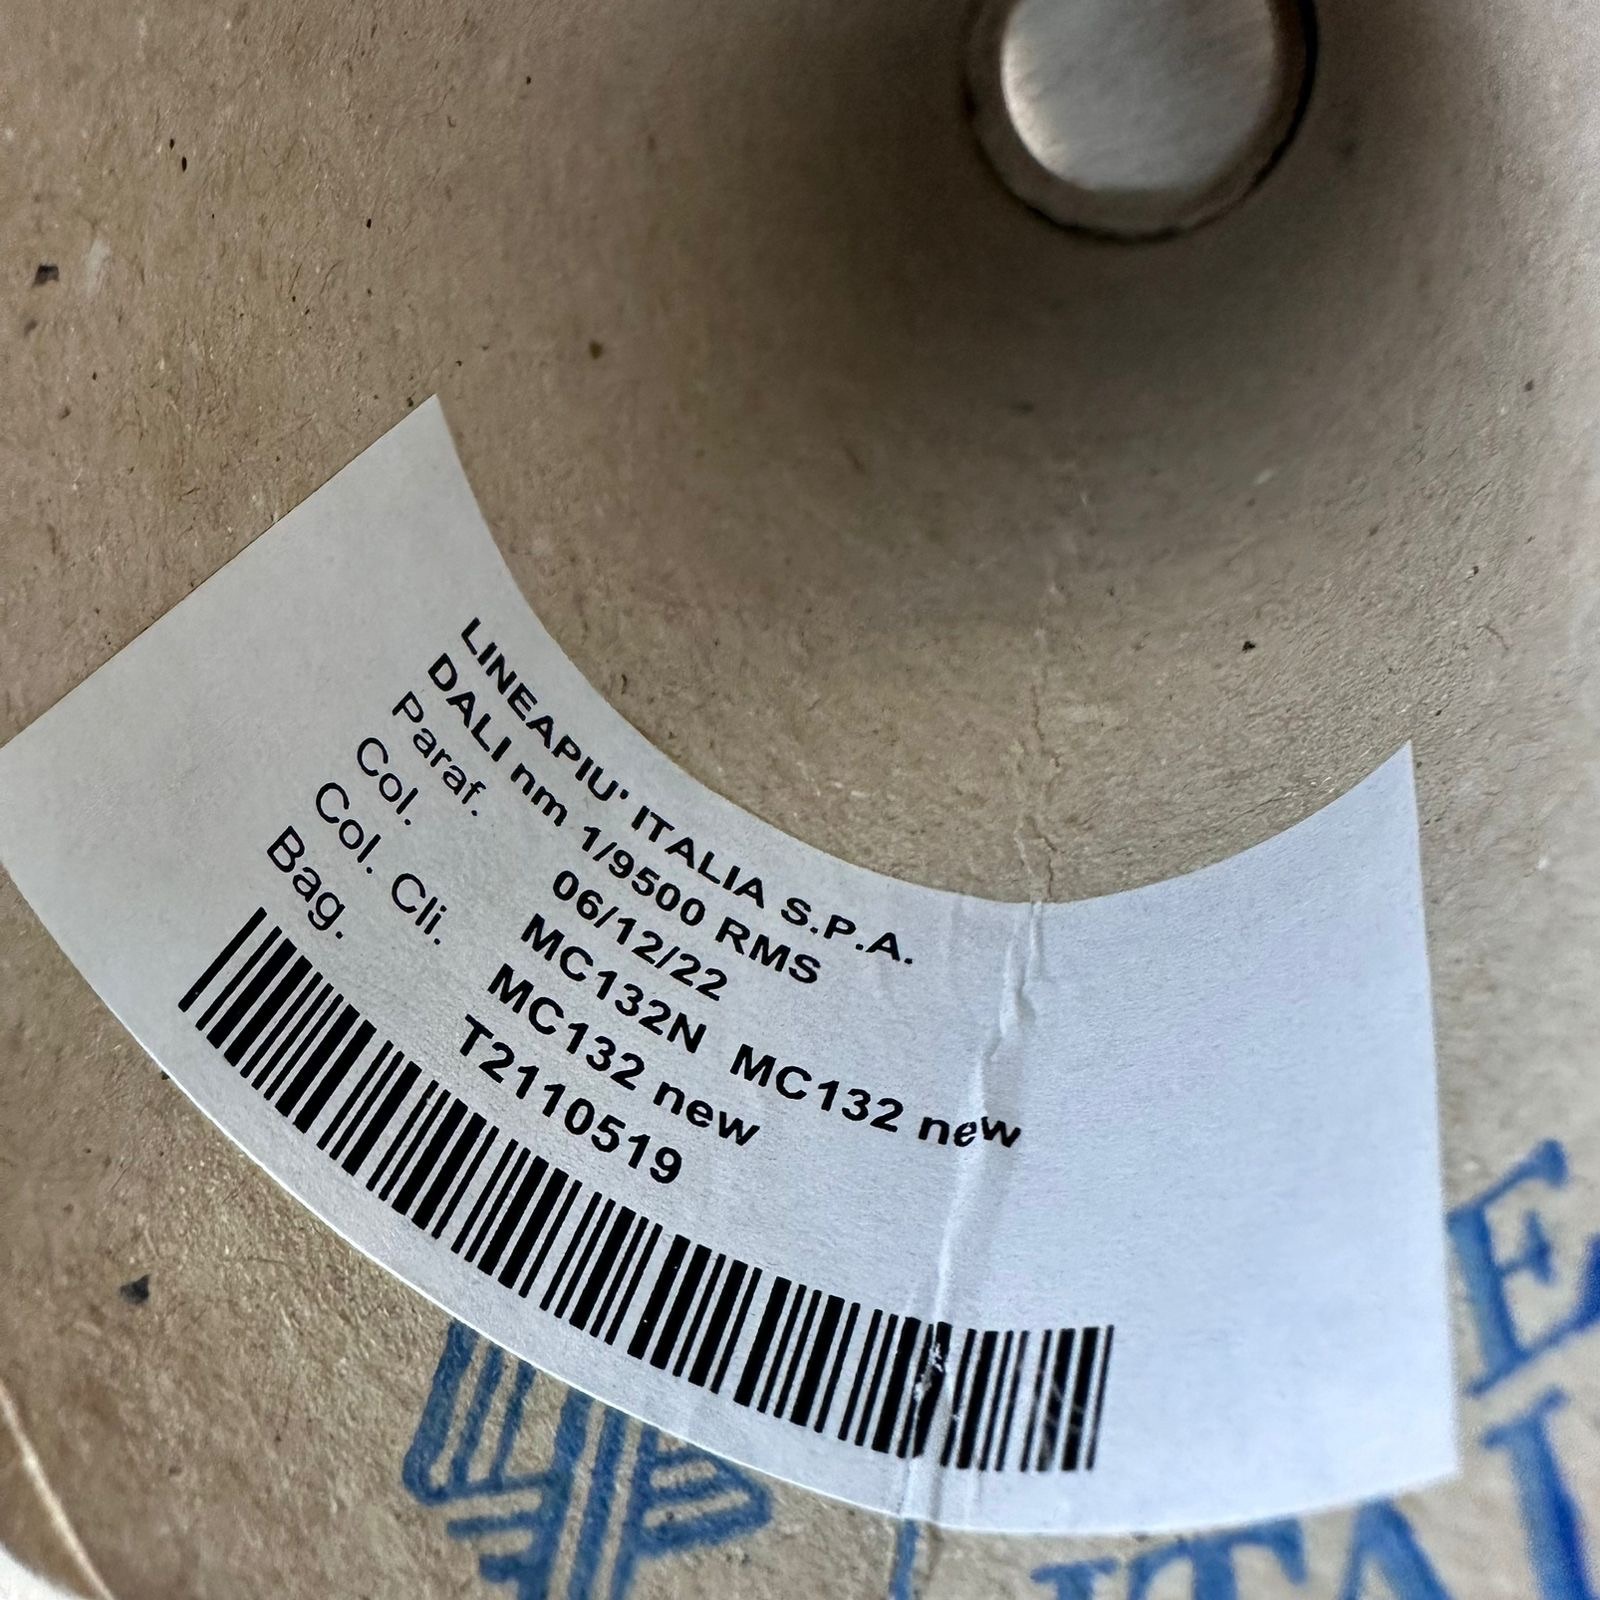 LINEAPIU' ITALIA S.P.A.
DALI nm 1/9500 RMS
Paraf. 06/12/22
Col. MC132N MC132 new
Col. Cli. MC132 new
Bag. T2110519